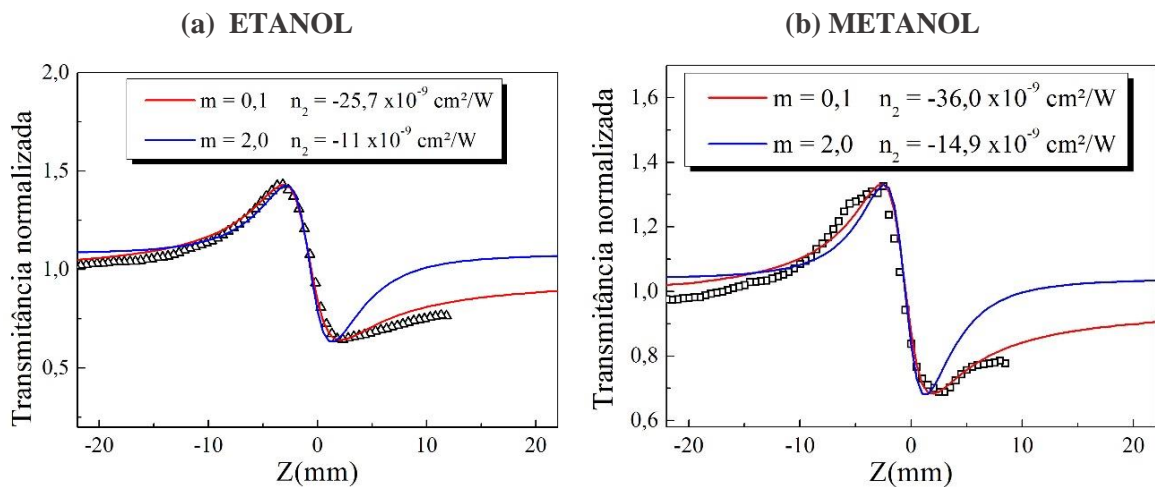 (a) ETANOL
m = 0,1 n₂ = -25,7 x10⁻⁹ cm²/W
m = 2,0 n₂ = -11 x10⁻⁹ cm²/W
Transmitância normalizada
2,0
1,5
1,0
0,5
-20 -10 0 10 20
Z(mm)
(b) METANOL
m = 0,1 n₂ = -36,0 x10⁻⁹ cm²/W
m = 2,0 n₂ = -14,9 x10⁻⁹ cm²/W
Transmitância normalizada
1,6
1,4
1,2
1,0
0,8
0,6
-20 -10 0 10 20
Z(mm)